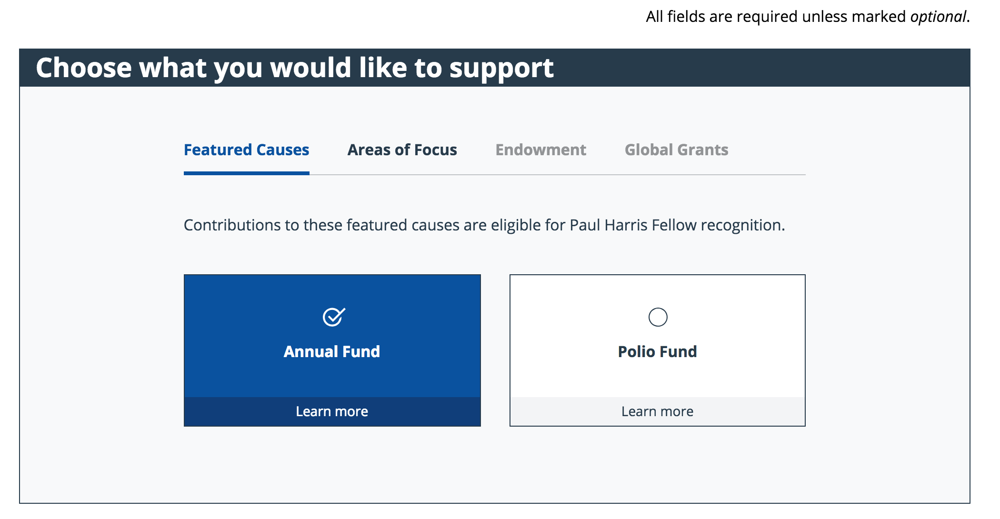 All fields are required unless marked optional.
Choose what you would like to support
Featured Causes Areas of Focus Endowment Global Grants
Contributions to these featured causes are eligible for Paul Harris Fellow recognition.
Annual Fund Polio Fund
Learn more Learn more